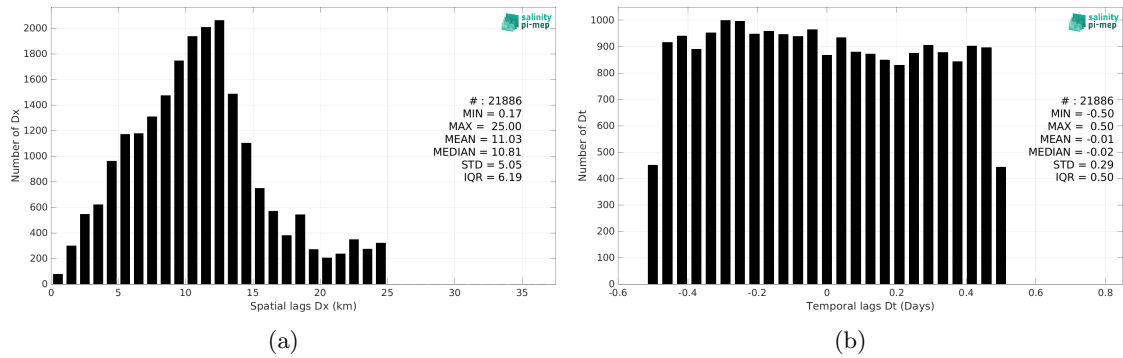 salinity
pi-mep
2000
1800
1600
1400
1200
1000
800
600
400
200
0
Number of Dx
# : 21886
MIN = 0.17
MAX = 25.00
MEAN = 11.03
MEDIAN = 10.81
STD = 5.05
IQR = 6.19
0 5 10 15 20 25 30 35
Spatial lags Dx (km)
(a)
salinity
pi-mep
1000
900
800
700
600
500
400
300
200
100
0
Number of Dt
# : 21886
MIN = -0.50
MAX = 0.50
MEAN = -0.01
MEDIAN = -0.02
STD = 0.29
IQR = 0.50
-0.6 -0.4 -0.2 0 0.2 0.4 0.6 0.8
Temporal lags Dt (Days)
(b)